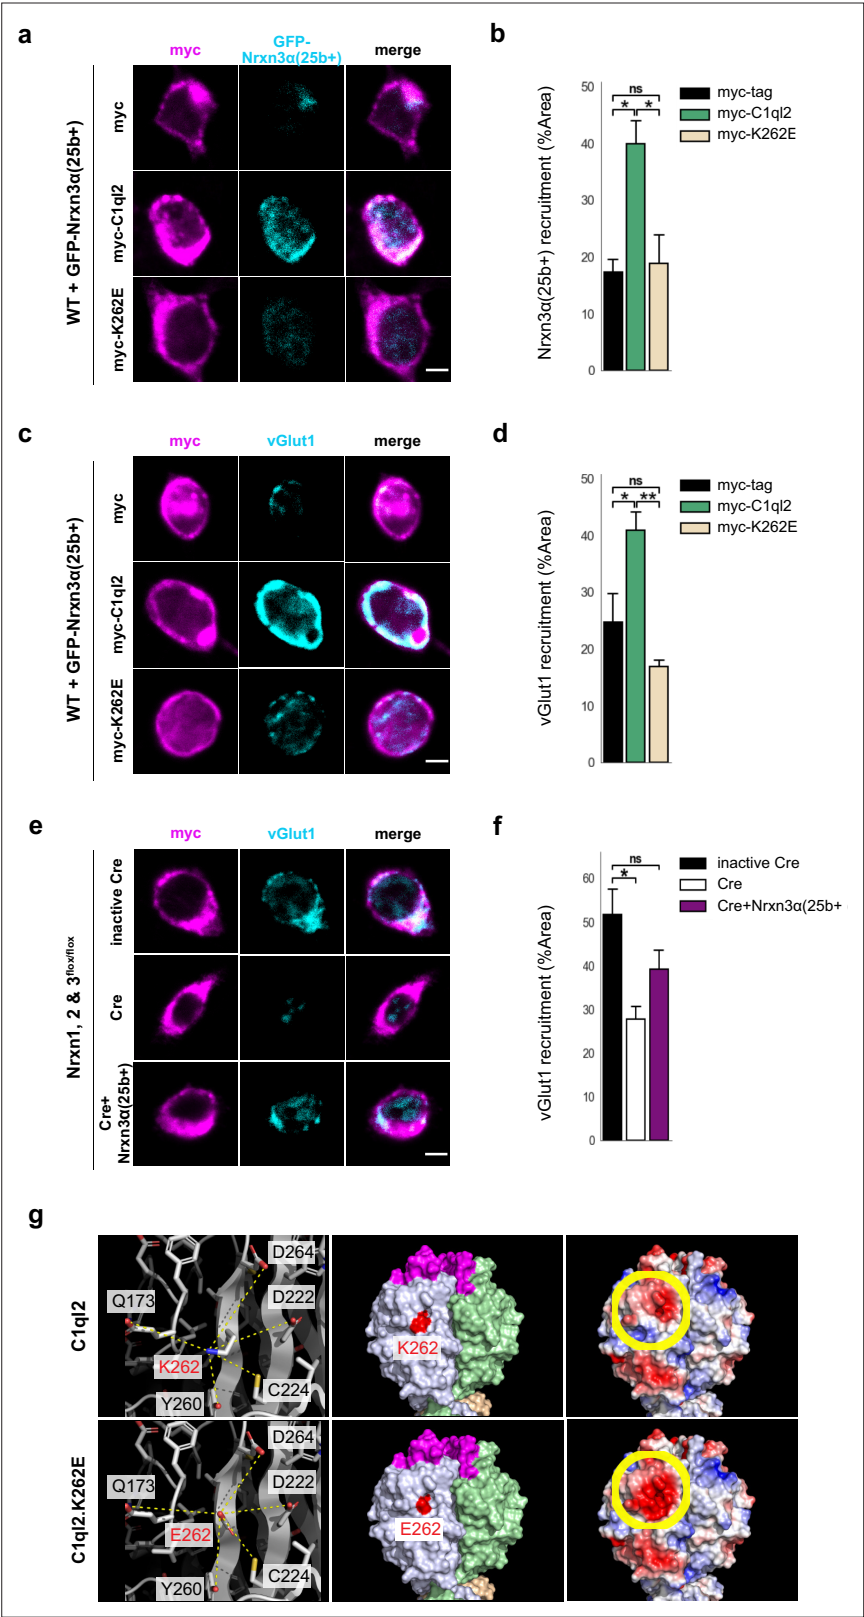 a
myc
GFP-
Nrxn3α(25b+)
merge
WT + GFP-Nrxn3α(25b+)
myc
myc-C1ql2
myc-K262E
b
Nrxn3α(25b+) recruitment (%Area)
50
40
30
20
10
0
ns
* *
myc-tag
myc-C1ql2
myc-K262E
c
myc vGlut1 merge
WT + GFP-Nrxn3α(25b+)
myc
myc-C1ql2
myc-K262E
d
vGlut1 recruitment (%Area)
50
40
30
20
10
0
ns
* **
myc-tag
myc-C1ql2
myc-K262E
e
myc vGlut1 merge
Nrxn1, 2 & 3flox/flox
inactive Cre
Cre
Cre+
Nrxn3α(25b+)
f
vGlut1 recruitment (%Area)
60
50
40
30
20
10
0
ns
*
inactive Cre
Cre
Cre+Nrxn3α(25b+
g
C1ql2
D264
D222
Q173
K262
Y260
C224
K262
C1ql2.K262E
D264
D222
Q173
E262
Y260
C224
E262